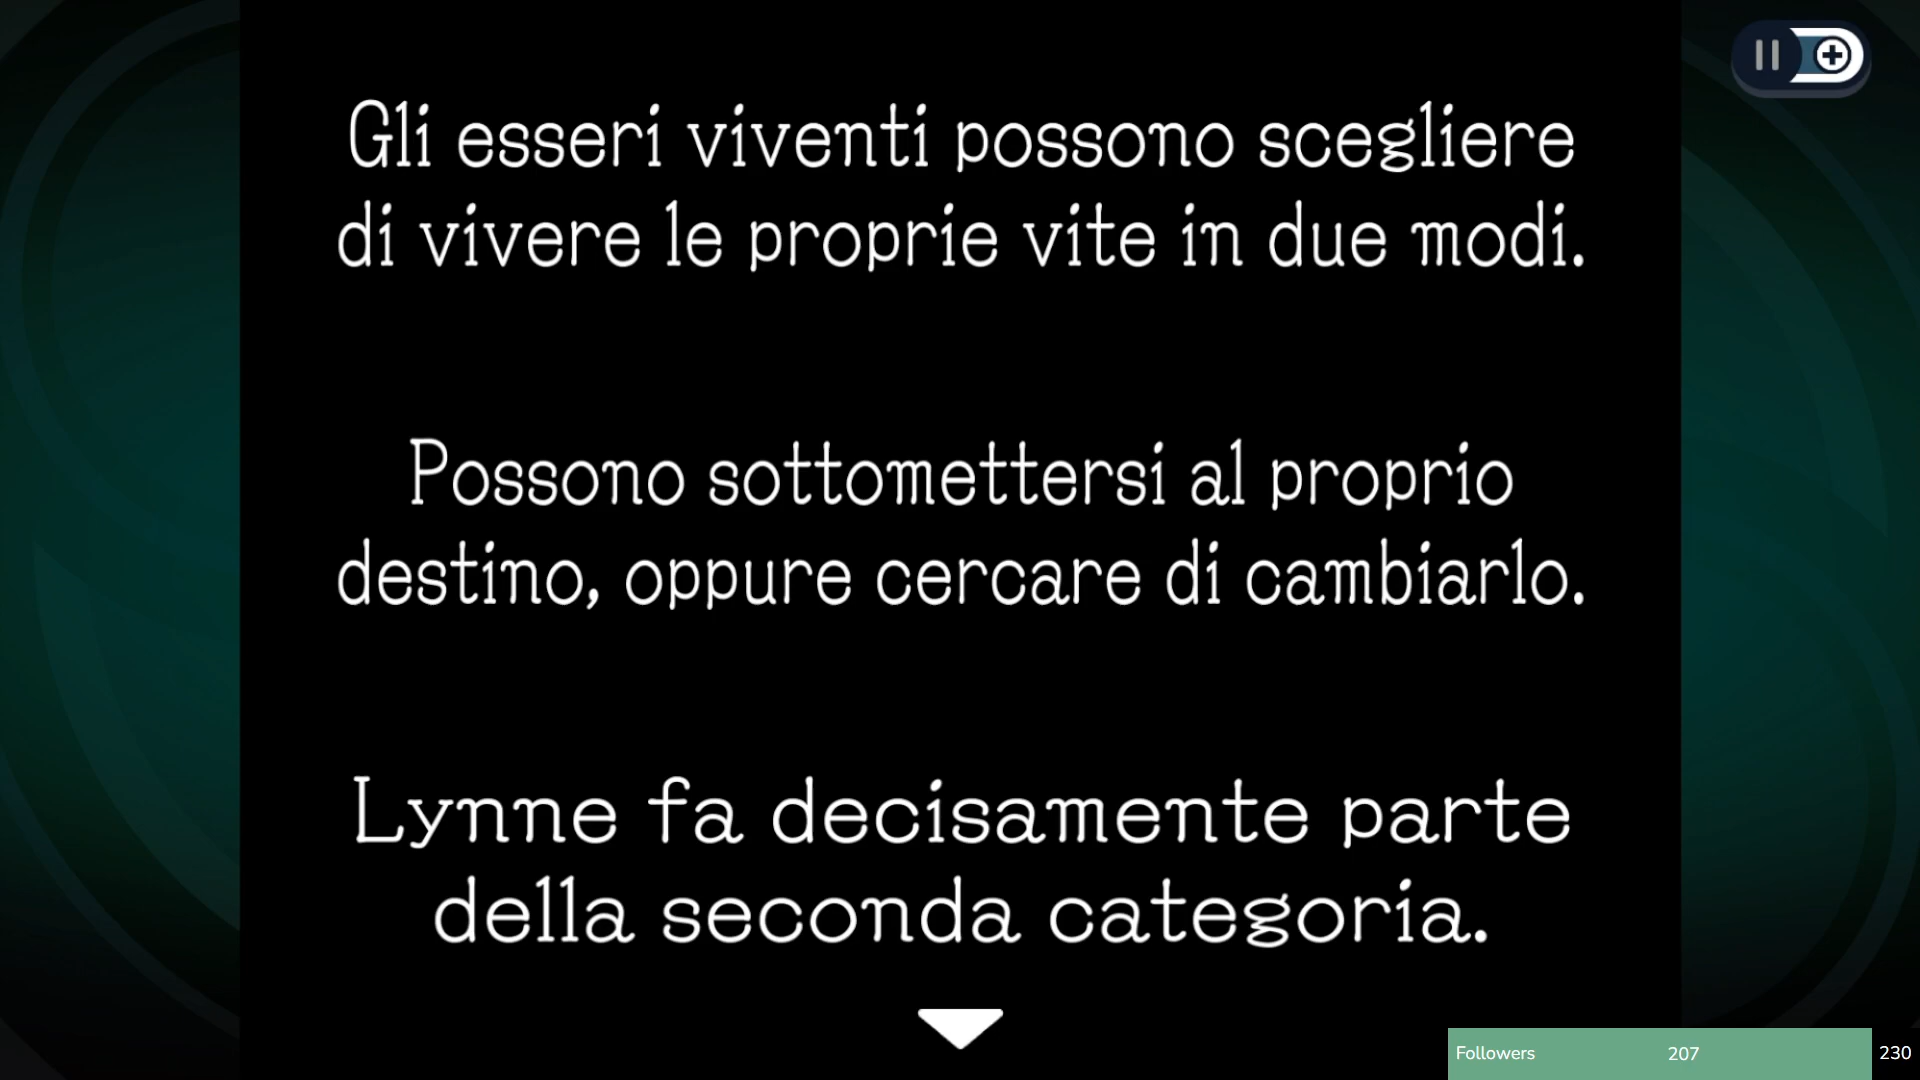 Gli esseri viventi possono scegliere
di vivere le proprie vite in due modi.
Possono sottomettersi al proprio
destino, oppure cercare di cambiarlo.
Lynne fa decisamente parte
della seconda categoria.
Followers 207 230